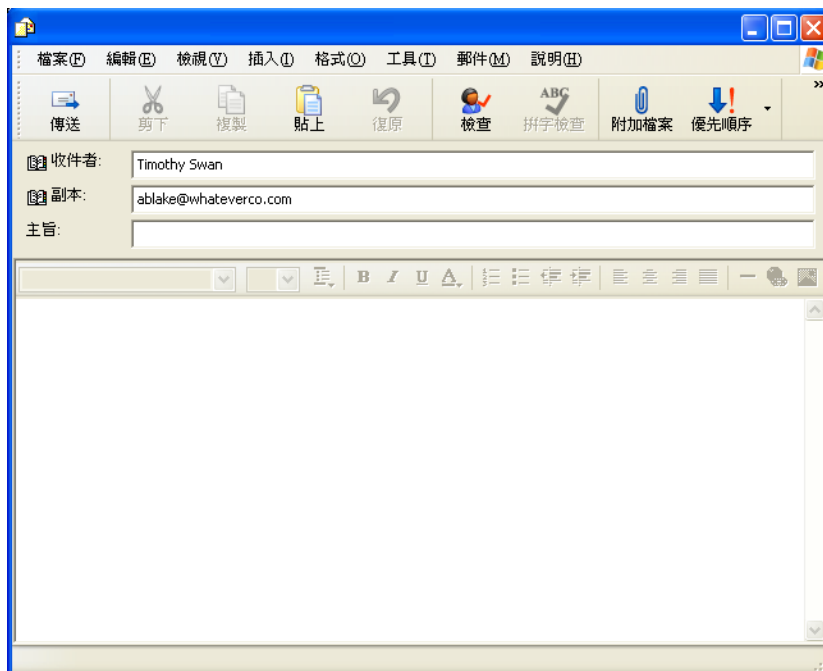 檔案(F) 編輯(E) 檢視(V) 插入(I) 格式(O) 工具(T) 郵件(M) 說明(H)
傳送 剪下 複製 貼上 復原 檢查 ABC 拼字檢查 附加檔案 優先順序 »
收件者: Timothy Swan
副本: ablake@whateverco.com
主旨:
B I U A